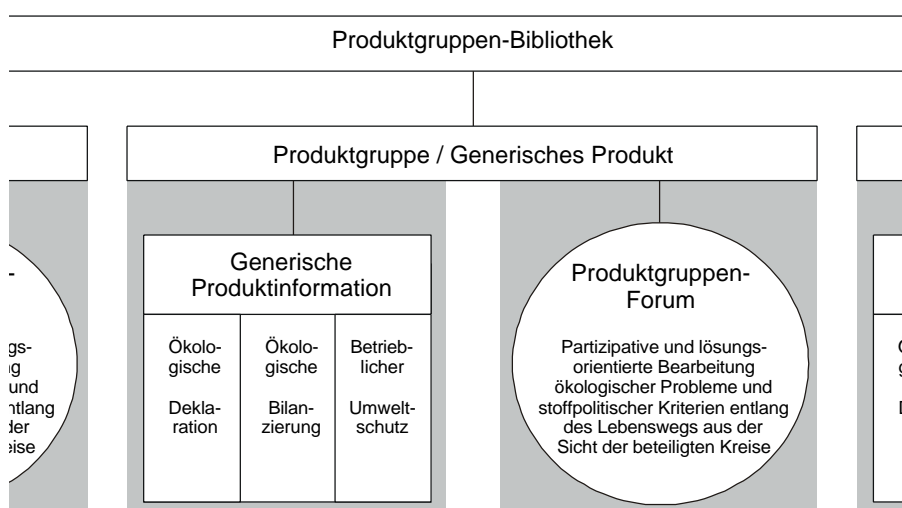 Produktgruppen-Bibliothek
Produktgruppe / Generisches Produkt
Generische
Produktinformation
Ökolo-
gische
Dekla-
ration
Ökolo-
gische
Bilan-
zierung
Betrieb-
licher
Umwelt-
schutz
Produktgruppen-
Forum
Partizipative und lösungs-
orientierte Bearbeitung
ökologischer Probleme und
stoffpolitischer Kriterien entlang
des Lebenswegs aus der
Sicht der beteiligten Kreise